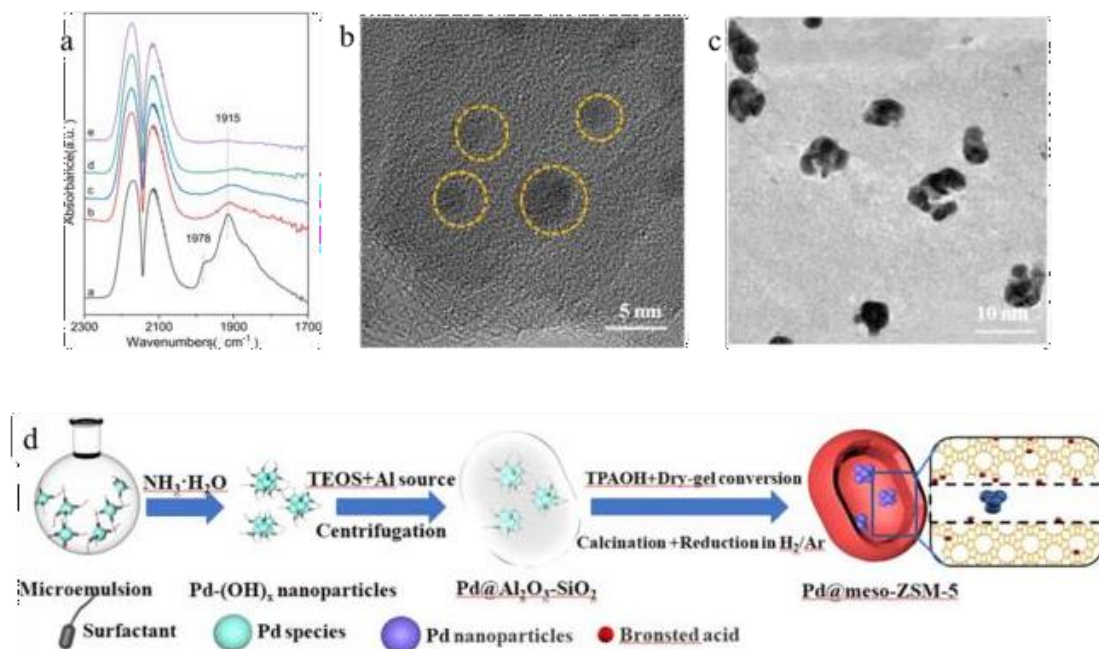 a
Absorbance(a.u.)
e
d
c
b
a
1915
1978
2300
2100
1900
1700
Wavenumbers( cm-1)
b
5 nm
c
10 nm
d
NH3·H2O
TEOS+Al source
Centrifugation
TPAOH+Dry-gel conversion
Calcination +Reduction in H2/Ar
Microemulsion
Pd-(OH)x nanoparticles
Pd@Al2O3-SiO2
Pd@meso-ZSM-5
Surfactant
Pd species
Pd nanoparticles
Brønsted acid